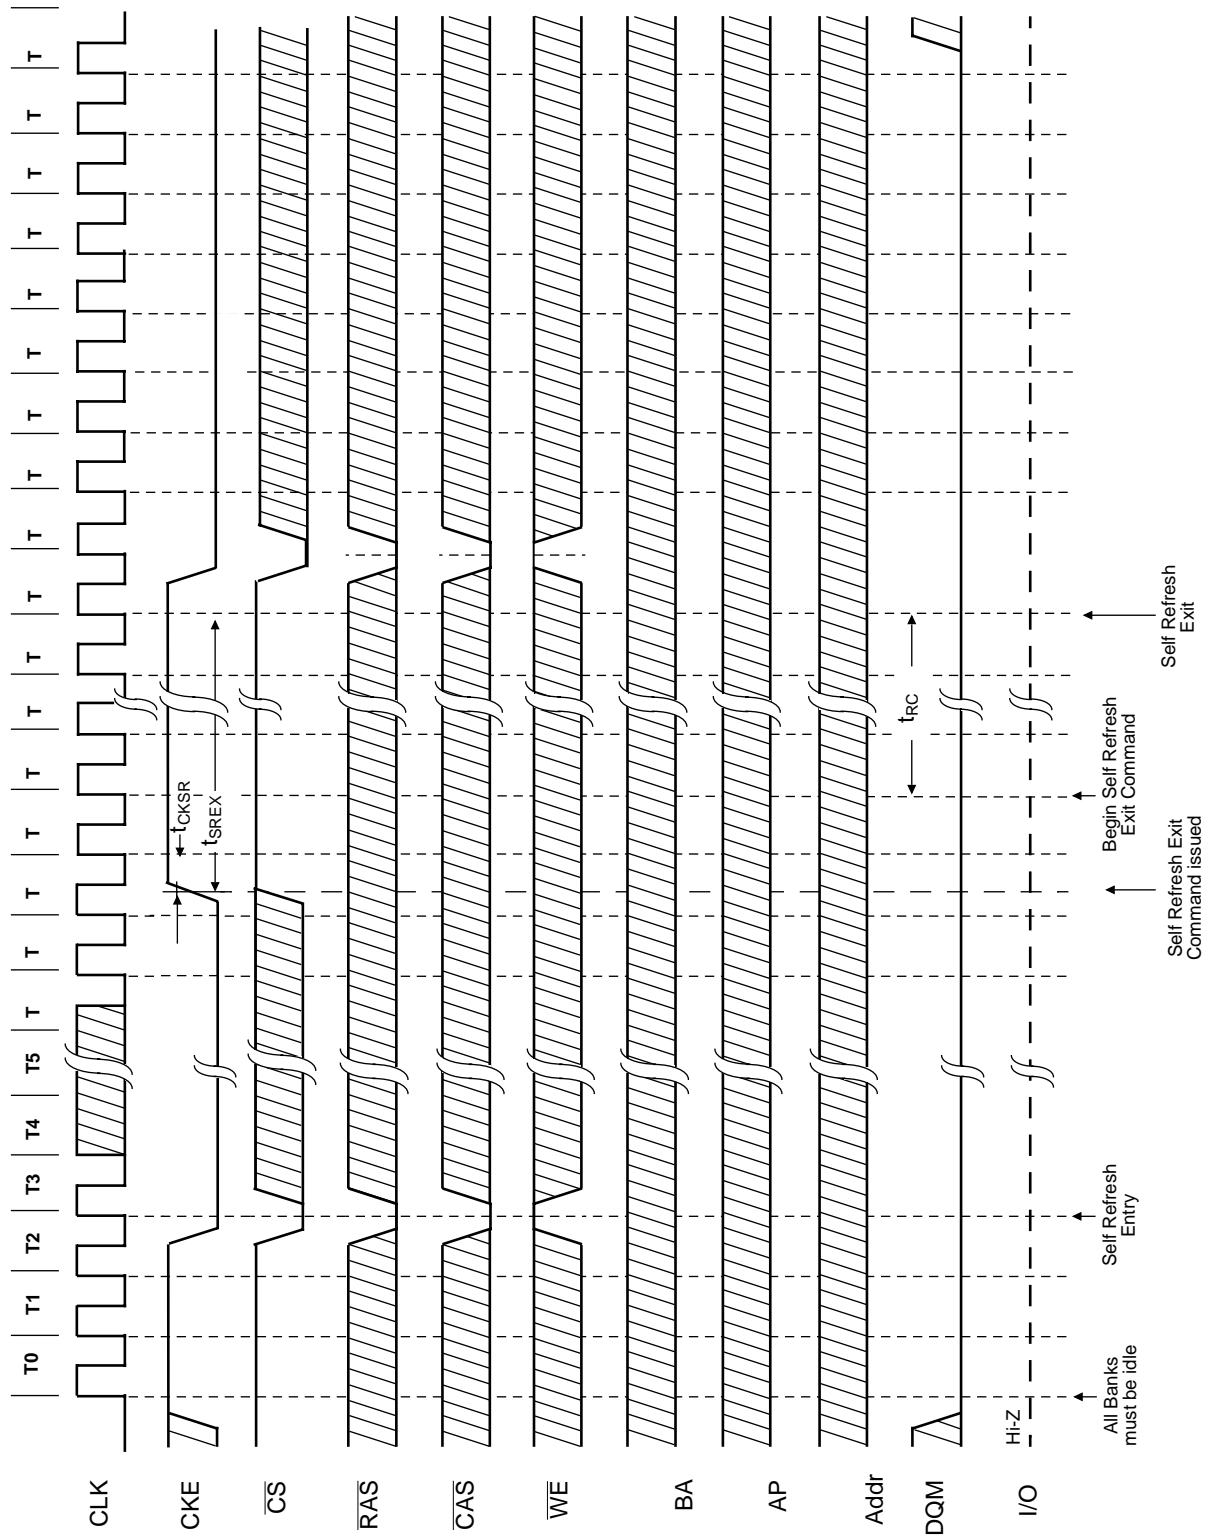 T0 T1 T2 T3 T4 T5 T T T T T T T T T T T T T T T T T
CLK
CKE
tCKSR
tSREX
CS
RAS
CAS
WE
BA
AP
Addr
tRC
DQM
Hi-Z
I/O
All Banks
must be idle
Self Refresh
Entry
Self Refresh Exit
Command issued
Begin Self Refresh
Exit Command
Self Refresh
Exit